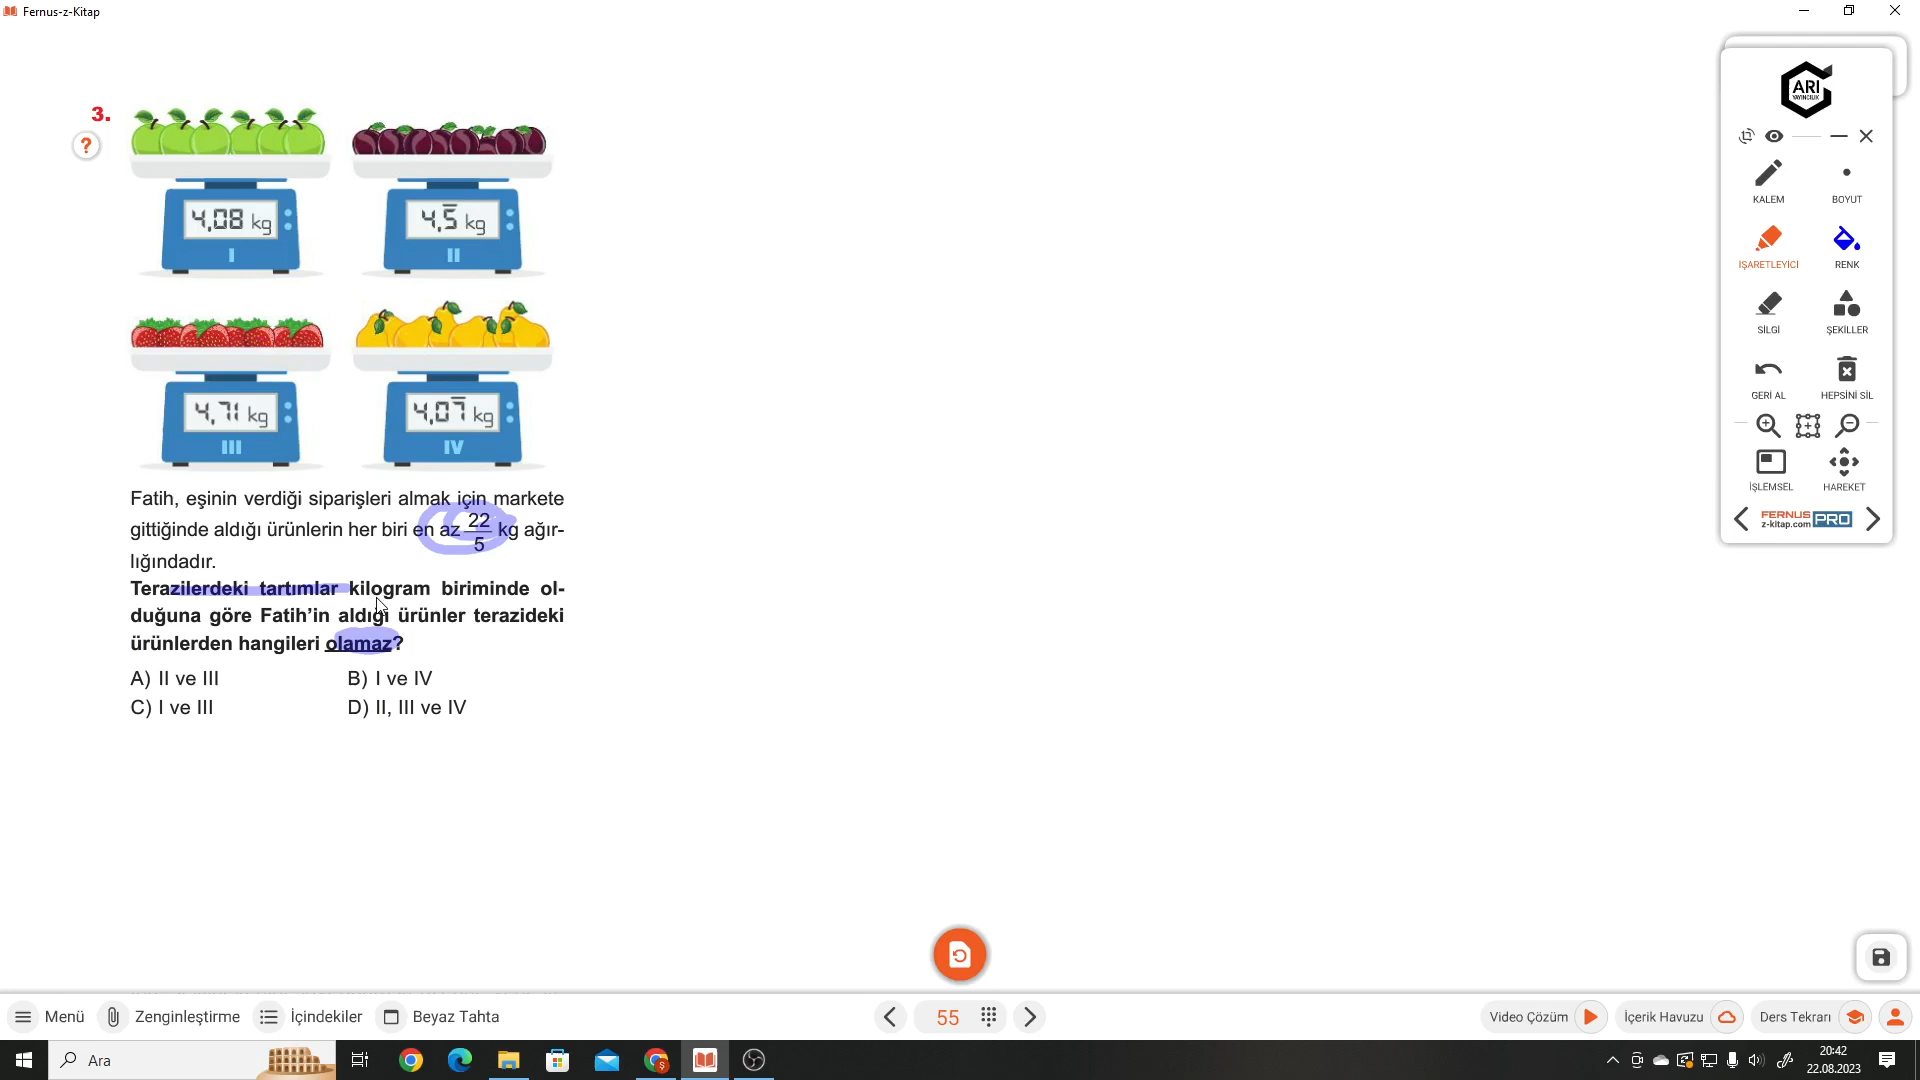 Fernus-z-Kitap
3.
?
4,08 kg
I
4,5̅ kg
II
4,71 kg
III
4,07̅ kg
IV
Fatih, eşinin verdiği siparişleri almak için markete
gittiğinde aldığı ürünlerin her biri en az 22/5 kg ağır-
lığındadır.
Terazilerdeki tartımlar kilogram biriminde ol-
duğuna göre Fatih’in aldığı ürünler terazideki
ürünlerden hangileri olamaz?
A) II ve III
B) I ve IV
C) I ve III
D) II, III ve IV
ARI
YAYINCILIK
KALEM
BOYUT
İŞARETLEYİCİ
RENK
SİLGİ
ŞEKİLLER
GERİ AL
HEPSİNİ SİL
İŞLEMSEL
HAREKET
FERNUS
z-kitap.com PRO
Menü
Zenginleştirme
İçindekiler
Beyaz Tahta
55
Video Çözüm
İçerik Havuzu
Ders Tekrarı
Ara
20:42
22.08.2023